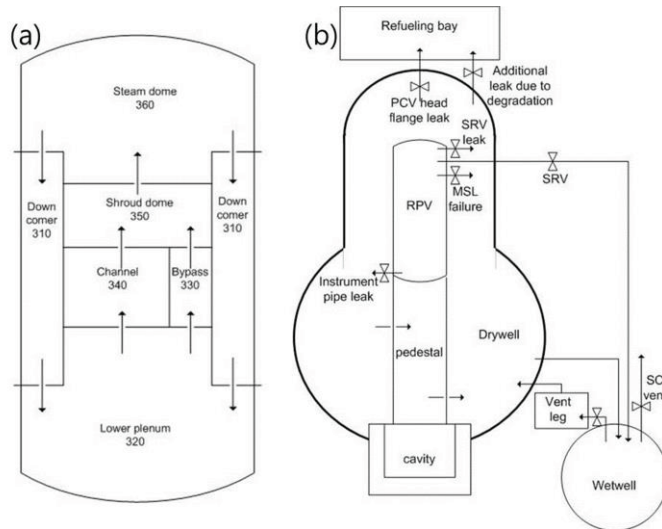 (a)
Steam dome
360
Down
comer
310
Shroud dome
350
Down
comer
310
Channel
340
Bypass
330
Lower plenum
320
(b)
Refueling bay
PCV head
flange leak
Additional
leak due to
degradation
SRV
leak
SRV
MSL
failure
RPV
Instrument
pipe leak
pedestal
Drywell
cavity
Vent
leg
SC
ven
Wetwell